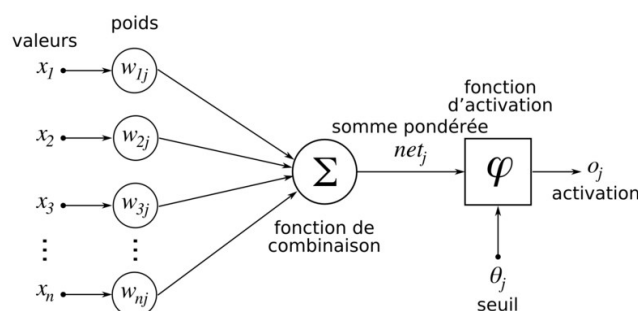 poids
valeurs
x1
w1j
x2
w2j
x3
w3j
⋮
⋮
xn
wnj
Σ
fonction de
combinaison
somme pondérée
netj
fonction
d’activation
φ
oj
activation
θj
seuil